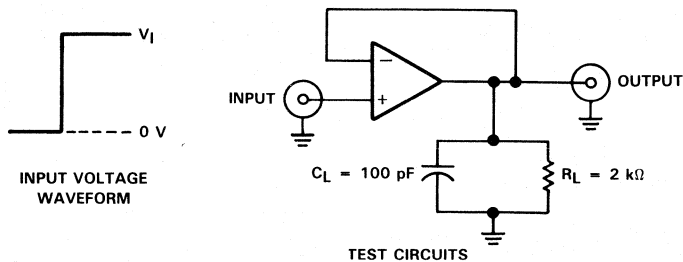 V_I
0 V
INPUT VOLTAGE
WAVEFORM
INPUT
−
+
OUTPUT
C_L = 100 pF
R_L = 2 kΩ
TEST CIRCUITS